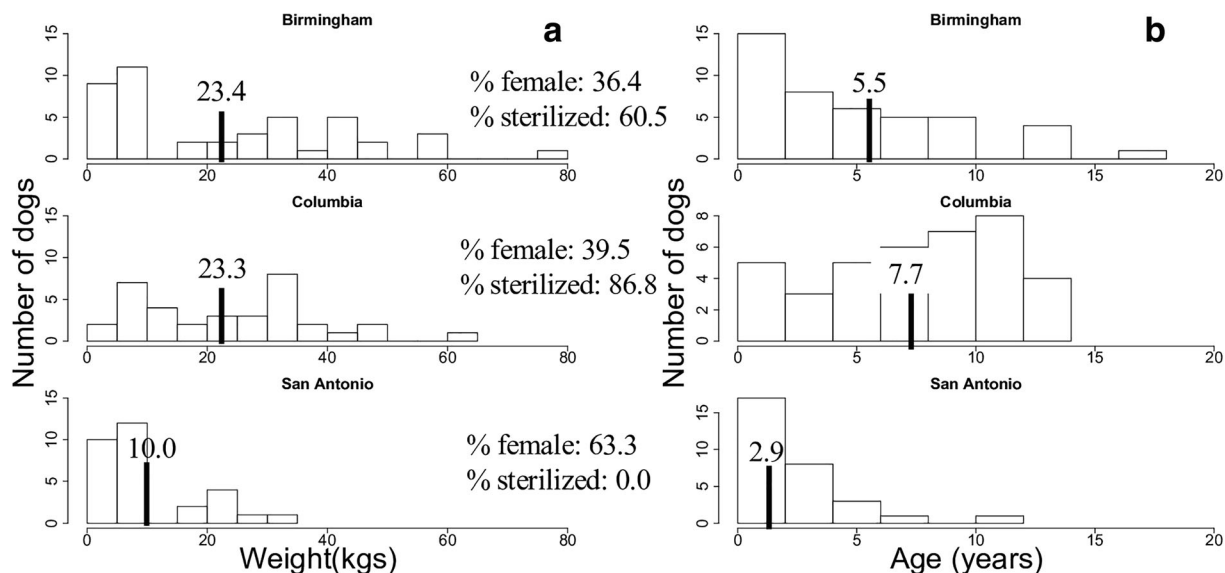 Birmingham
a
15
10
5
0
23.4
% female: 36.4
% sterilized: 60.5
0 20 40 60 80
Columbia
15
10
5
0
23.3
% female: 39.5
% sterilized: 86.8
0 20 40 60 80
San Antonio
15
10
5
0
10.0
% female: 63.3
% sterilized: 0.0
0 20 40 60 80
Number of dogs
Weight(kgs)
Birmingham
b
15
10
5
0
5.5
0 5 10 15 20
Columbia
8
6
4
2
0
7.7
0 5 10 15 20
San Antonio
15
10
5
0
2.9
0 5 10 15 20
Number of dogs
Age (years)